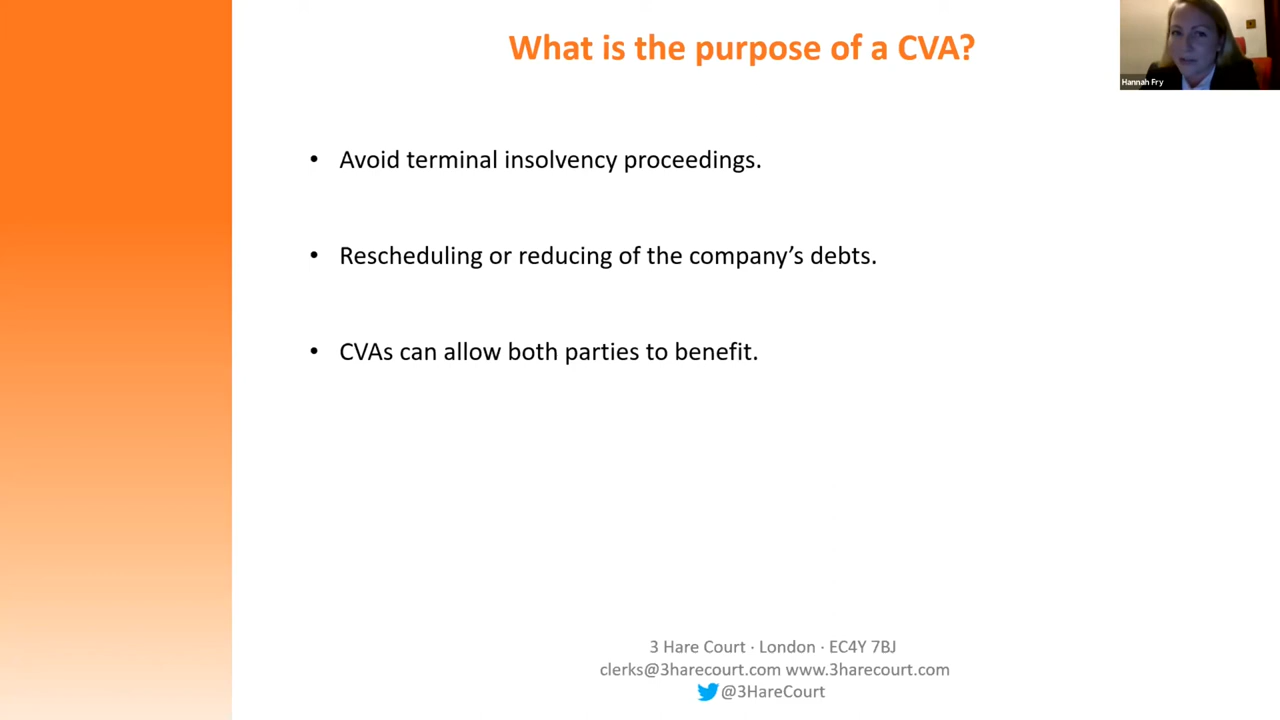 What is the purpose of a CVA?
Hannah Fry
• Avoid terminal insolvency proceedings.
• Rescheduling or reducing of the company’s debts.
• CVAs can allow both parties to benefit.
3 Hare Court · London · EC4Y 7BJ
clerks@3harecourt.com www.3harecourt.com
@3HareCourt